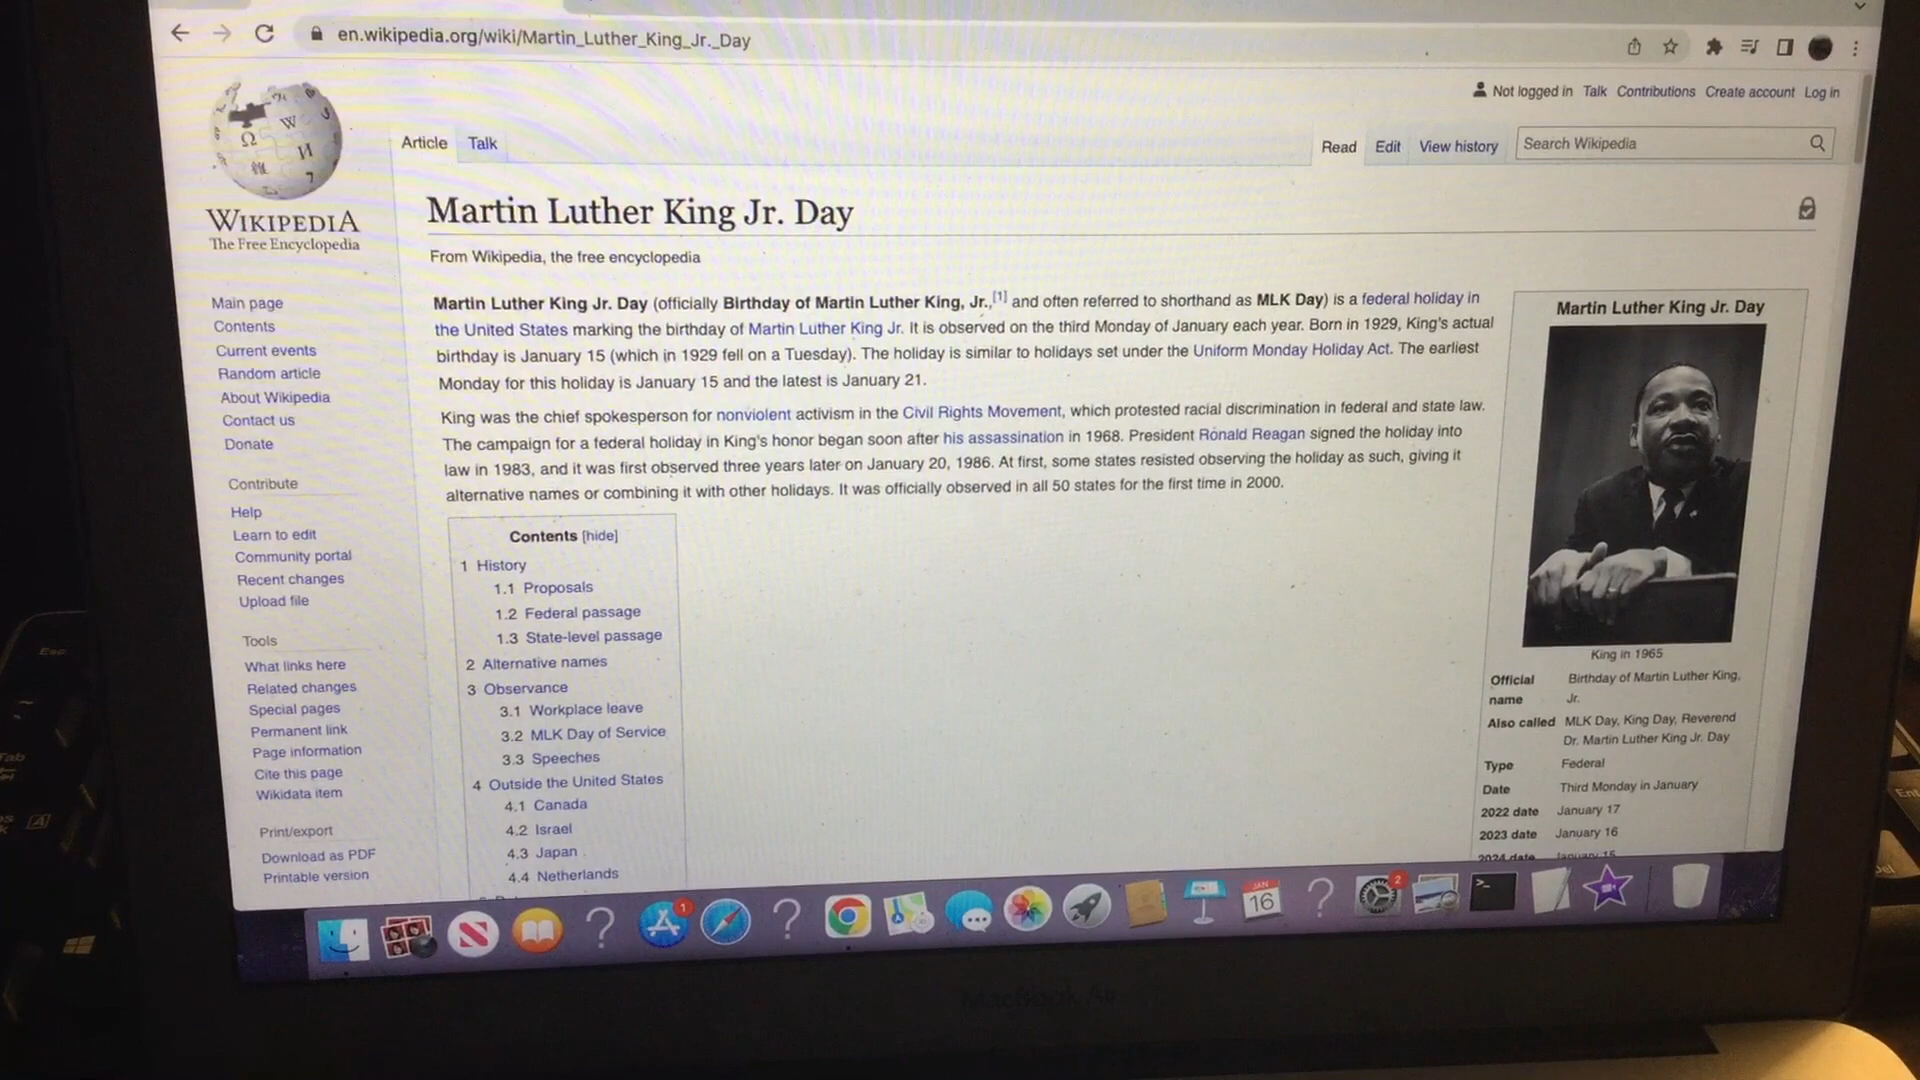 en.wikipedia.org/wiki/Martin_Luther_King_Jr._Day
Not logged in Talk Contributions Create account Log in
Article Talk
Read Edit View history Search Wikipedia
WIKIPEDIA
The Free Encyclopedia
Main page
Contents
Current events
Random article
About Wikipedia
Contact us
Donate
Contribute
Help
Learn to edit
Community portal
Recent changes
Upload file
Tools
What links here
Related changes
Special pages
Permanent link
Page information
Cite this page
Wikidata item
Print/export
Download as PDF
Printable version
Martin Luther King Jr. Day
From Wikipedia, the free encyclopedia
Martin Luther King Jr. Day (officially Birthday of Martin Luther King, Jr.,[1] and often referred to shorthand as MLK Day) is a federal holiday in
the United States marking the birthday of Martin Luther King Jr. It is observed on the third Monday of January each year. Born in 1929, King's actual
birthday is January 15 (which in 1929 fell on a Tuesday). The holiday is similar to holidays set under the Uniform Monday Holiday Act. The earliest
Monday for this holiday is January 15 and the latest is January 21.
King was the chief spokesperson for nonviolent activism in the Civil Rights Movement, which protested racial discrimination in federal and state law.
The campaign for a federal holiday in King's honor began soon after his assassination in 1968. President Ronald Reagan signed the holiday into
law in 1983, and it was first observed three years later on January 20, 1986. At first, some states resisted observing the holiday as such, giving it
alternative names or combining it with other holidays. It was officially observed in all 50 states for the first time in 2000.
Contents [hide]
1 History
1.1 Proposals
1.2 Federal passage
1.3 State-level passage
2 Alternative names
3 Observance
3.1 Workplace leave
3.2 MLK Day of Service
3.3 Speeches
4 Outside the United States
4.1 Canada
4.2 Israel
4.3 Japan
4.4 Netherlands
Martin Luther King Jr. Day
King in 1965
Official name Birthday of Martin Luther King, Jr.
Also called MLK Day, King Day, Reverend
Dr. Martin Luther King Jr. Day
Type Federal
Date Third Monday in January
2022 date January 17
2023 date January 16
2024 date January 15
1
JAN
16
2
MacBook Air
Esc
Tab